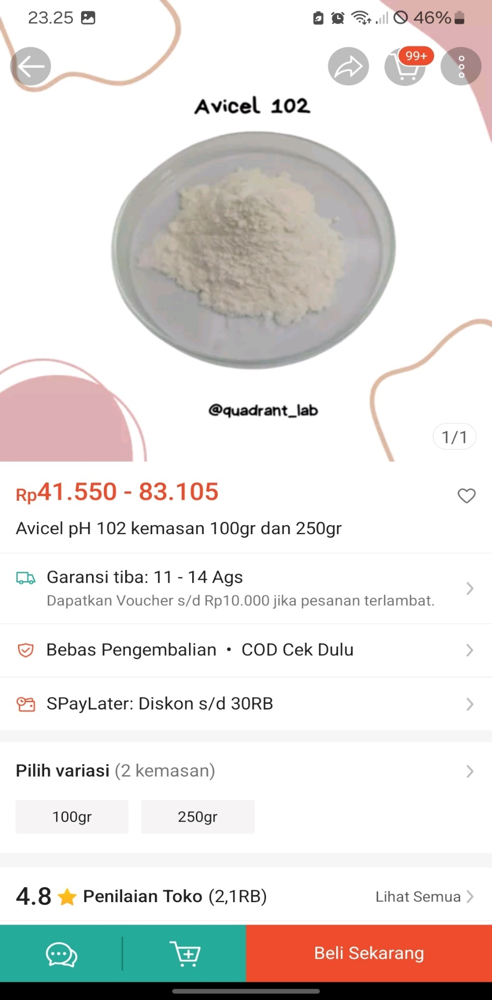 23.25
46%
99+
Avicel 102
@quadrant_lab
1/1
Rp41.550 - 83.105
Avicel pH 102 kemasan 100gr dan 250gr
Garansi tiba: 11 - 14 Ags
Dapatkan Voucher s/d Rp10.000 jika pesanan terlambat.
Bebas Pengembalian • COD Cek Dulu
SPayLater: Diskon s/d 30RB
Pilih variasi (2 kemasan)
100gr 250gr
4.8 Penilaian Toko (2,1RB) Lihat Semua
Beli Sekarang